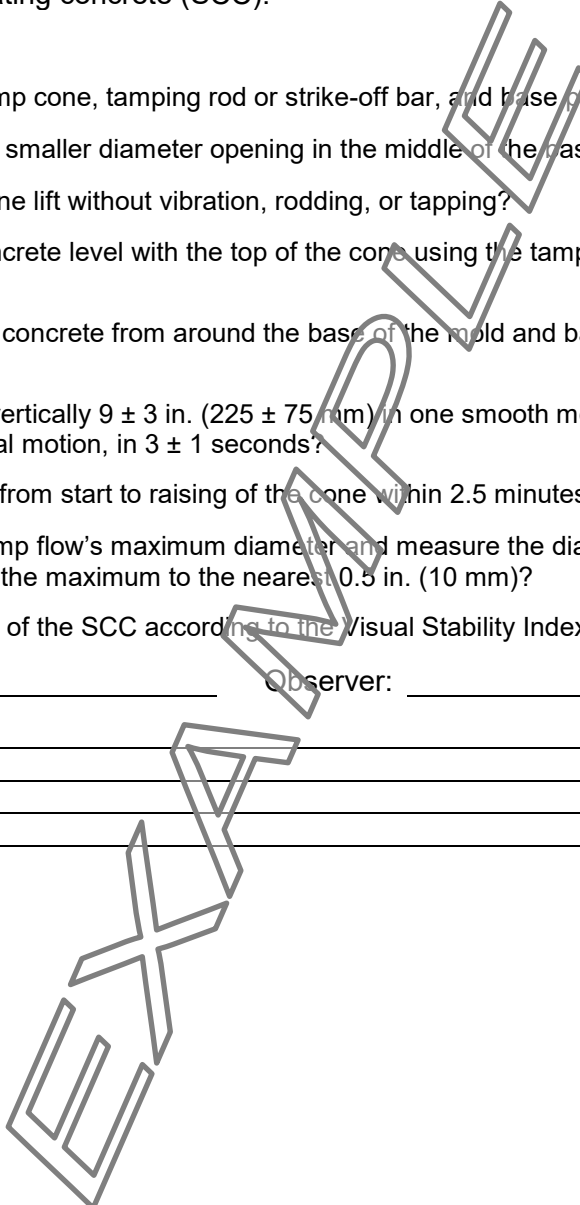 ating concrete (SCC).
mp cone, tamping rod or strike-off bar, and base p
smaller diameter opening in the middle of the bas
ne lift without vibration, rodding, or tapping?
ncrete level with the top of the cone using the tamp
concrete from around the base of the mold and ba
vertically 9 ± 3 in. (225 ± 75 mm) in one smooth m
al motion, in 3 ± 1 seconds?
from start to raising of the cone within 2.5 minutes
mp flow’s maximum diameter and measure the dia
the maximum to the nearest 0.5 in. (10 mm)?
of the SCC according to the Visual Stability Index
Observer:
EXAMPLE